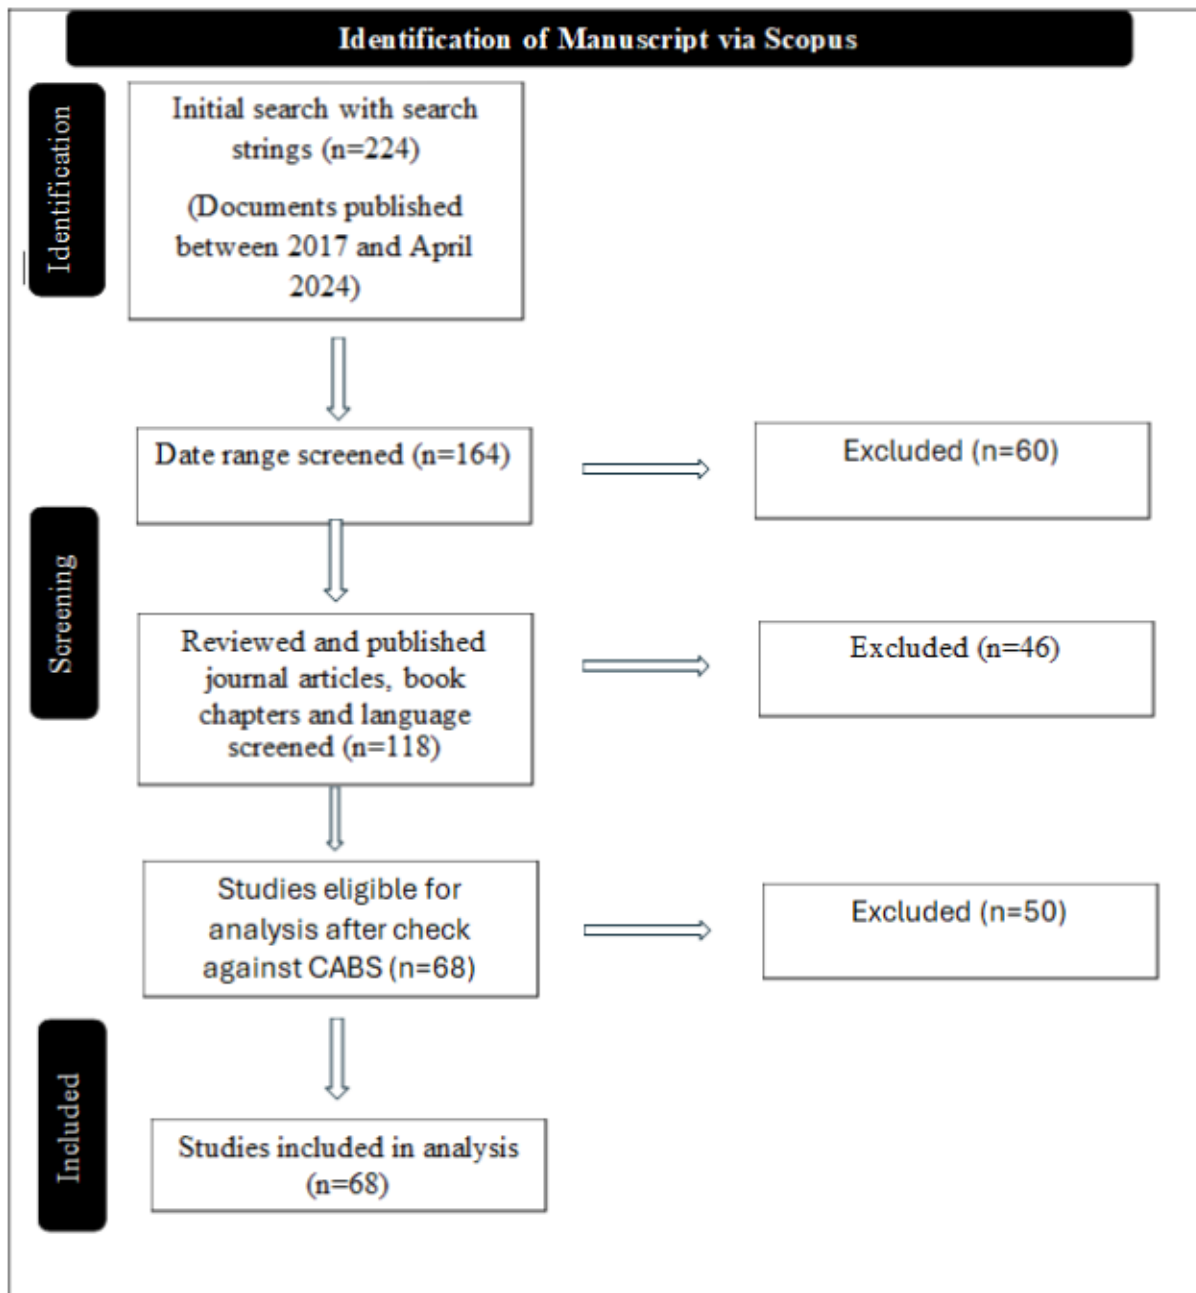 Identification of Manuscript via Scopus
Identification
Initial search with search
strings (n=224)
(Documents published
between 2017 and April
2024)
Date range screened (n=164)
Excluded (n=60)
Screening
Reviewed and published
journal articles, book
chapters and language
screened (n=118)
Excluded (n=46)
Studies eligible for
analysis after check
against CABS (n=68)
Excluded (n=50)
Included
Studies included in analysis
(n=68)